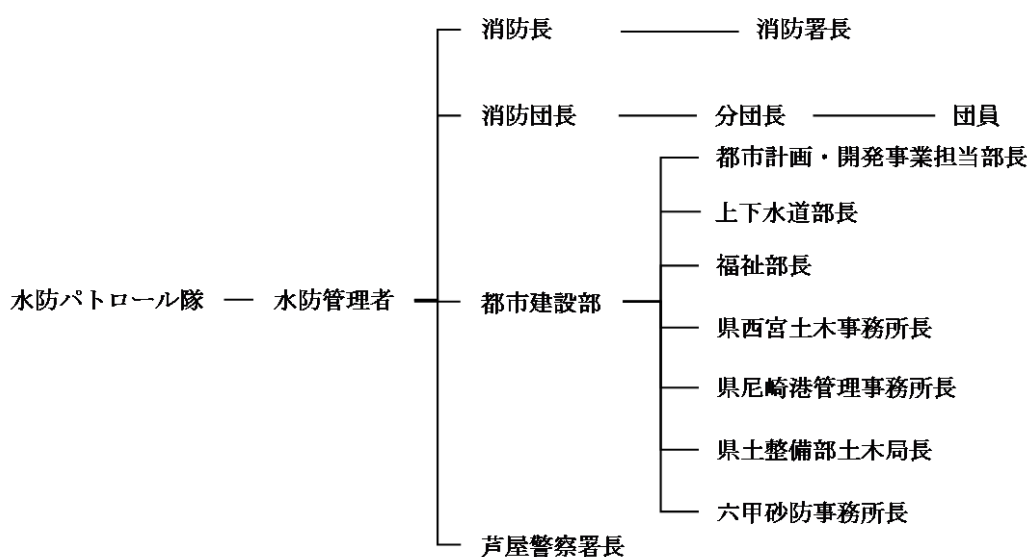 消防長
消防署長
消防団長
分団長
団員
都市計画・開発事業担当部長
上下水道部長
福祉部長
水防パトロール隊
水防管理者
都市建設部
県西宮土木事務所長
県尼崎港管理事務所長
県土整備部土木局長
六甲砂防事務所長
芦屋警察署長